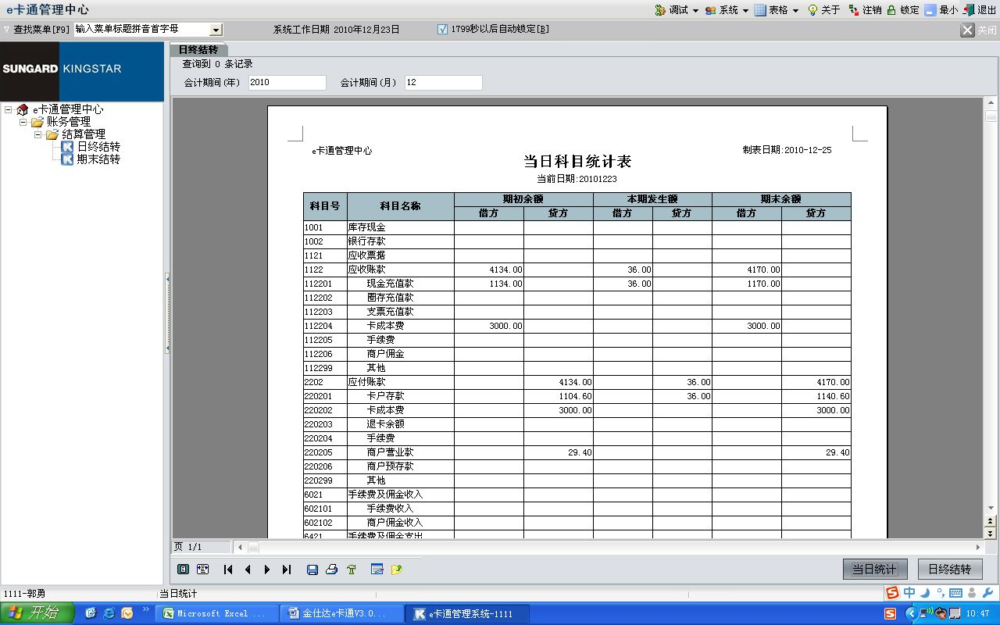 e卡通管理中心 调试 系统 表格 关于 注销 锁定 最小 退出
查找菜单[F9] 输入菜单标题拼音首字母 系统工作日期 2010年12月23日 1799秒以后自动锁定[B] 关闭
SUNGARD KINGSTAR
e卡通管理中心
账务管理
结算管理
日终结转
期末结转
日终结转
查询到 0 条记录
会计期间(年) 2010 会计期间(月) 12
e卡通管理中心 制表日期:2010-12-25
当日科目统计表
当前日期:20101223
科目号 科目名称 期初余额 本期发生额 期末余额
借方 贷方 借方 贷方 借方 贷方
1001 库存现金
1002 银行存款
1121 应收票据
1122 应收账款 4134.00 36.00 4170.00
112201 现金充值款 1134.00 36.00 1170.00
112202 圈存充值款
112203 支票充值款
112204 卡成本费 3000.00 3000.00
112205 手续费
112206 商户佣金
112299 其他
2202 应付账款 4134.00 36.00 4170.00
220201 卡户存款 1104.60 36.00 1140.60
220202 卡成本费 3000.00 3000.00
220203 退卡余额
220204 手续费
220205 商户营业款 29.40 29.40
220206 商户预存款
220299 其他
6021 手续费及佣金收入
602101 手续费收入
602102 商户佣金收入
6421 手续费及佣金支出
页 1/1
当日统计 日终结转
1111-郭勇 当日统计 中
开始 Microsoft Excel ... 金仕达e卡通V3.0... e卡通管理系统-1111 10:47